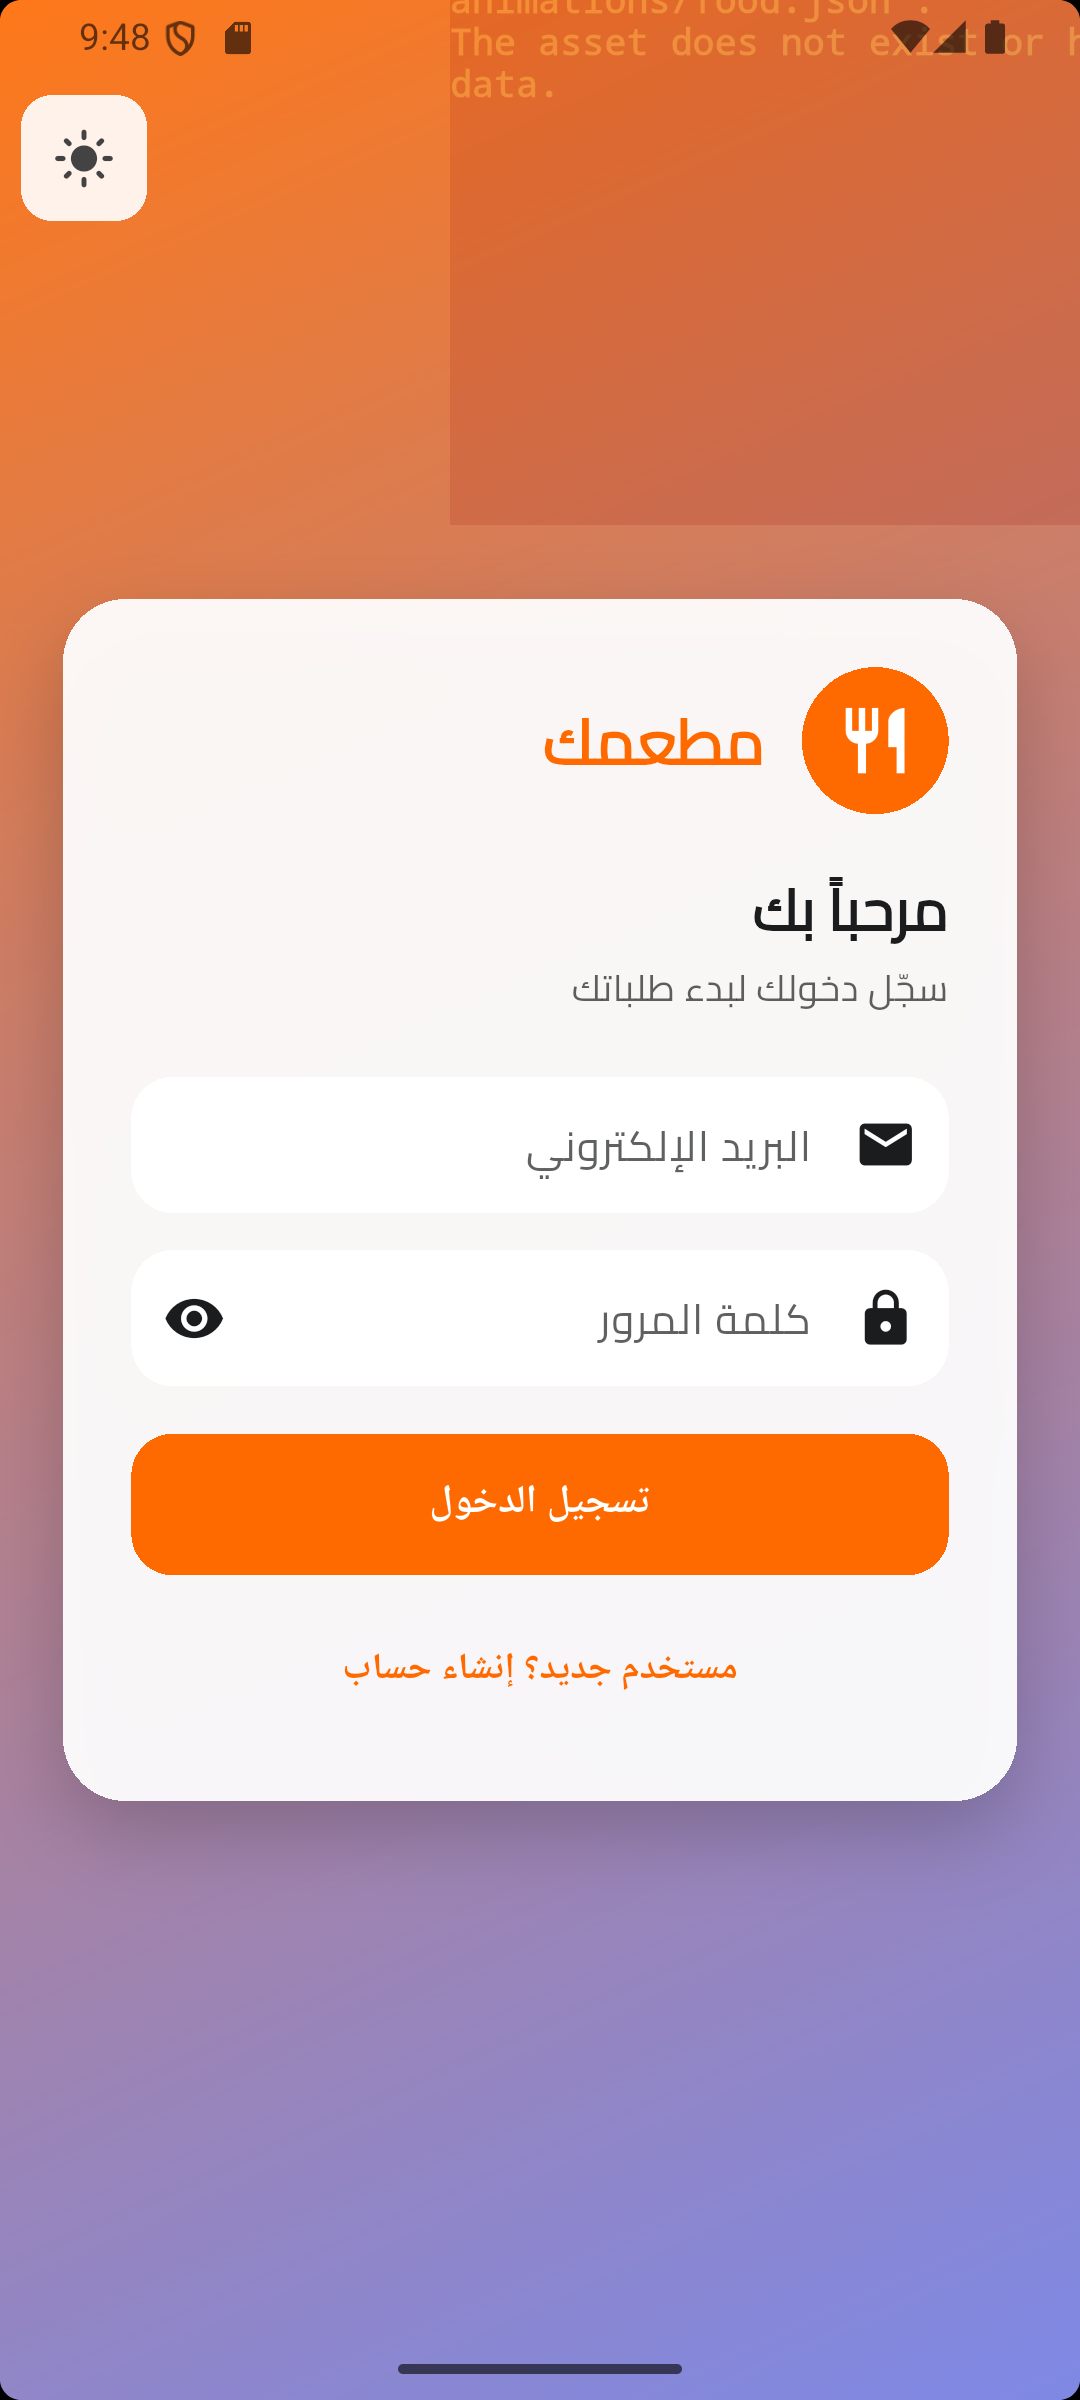 9:48
animations/food.json".
The asset does not exist or h
data.
مطعمك
مرحباً بك
سجّل دخولك لبدء طلباتك
البريد الإلكتروني
كلمة المرور
تسجيل الدخول
مستخدم جديد؟ إنشاء حساب